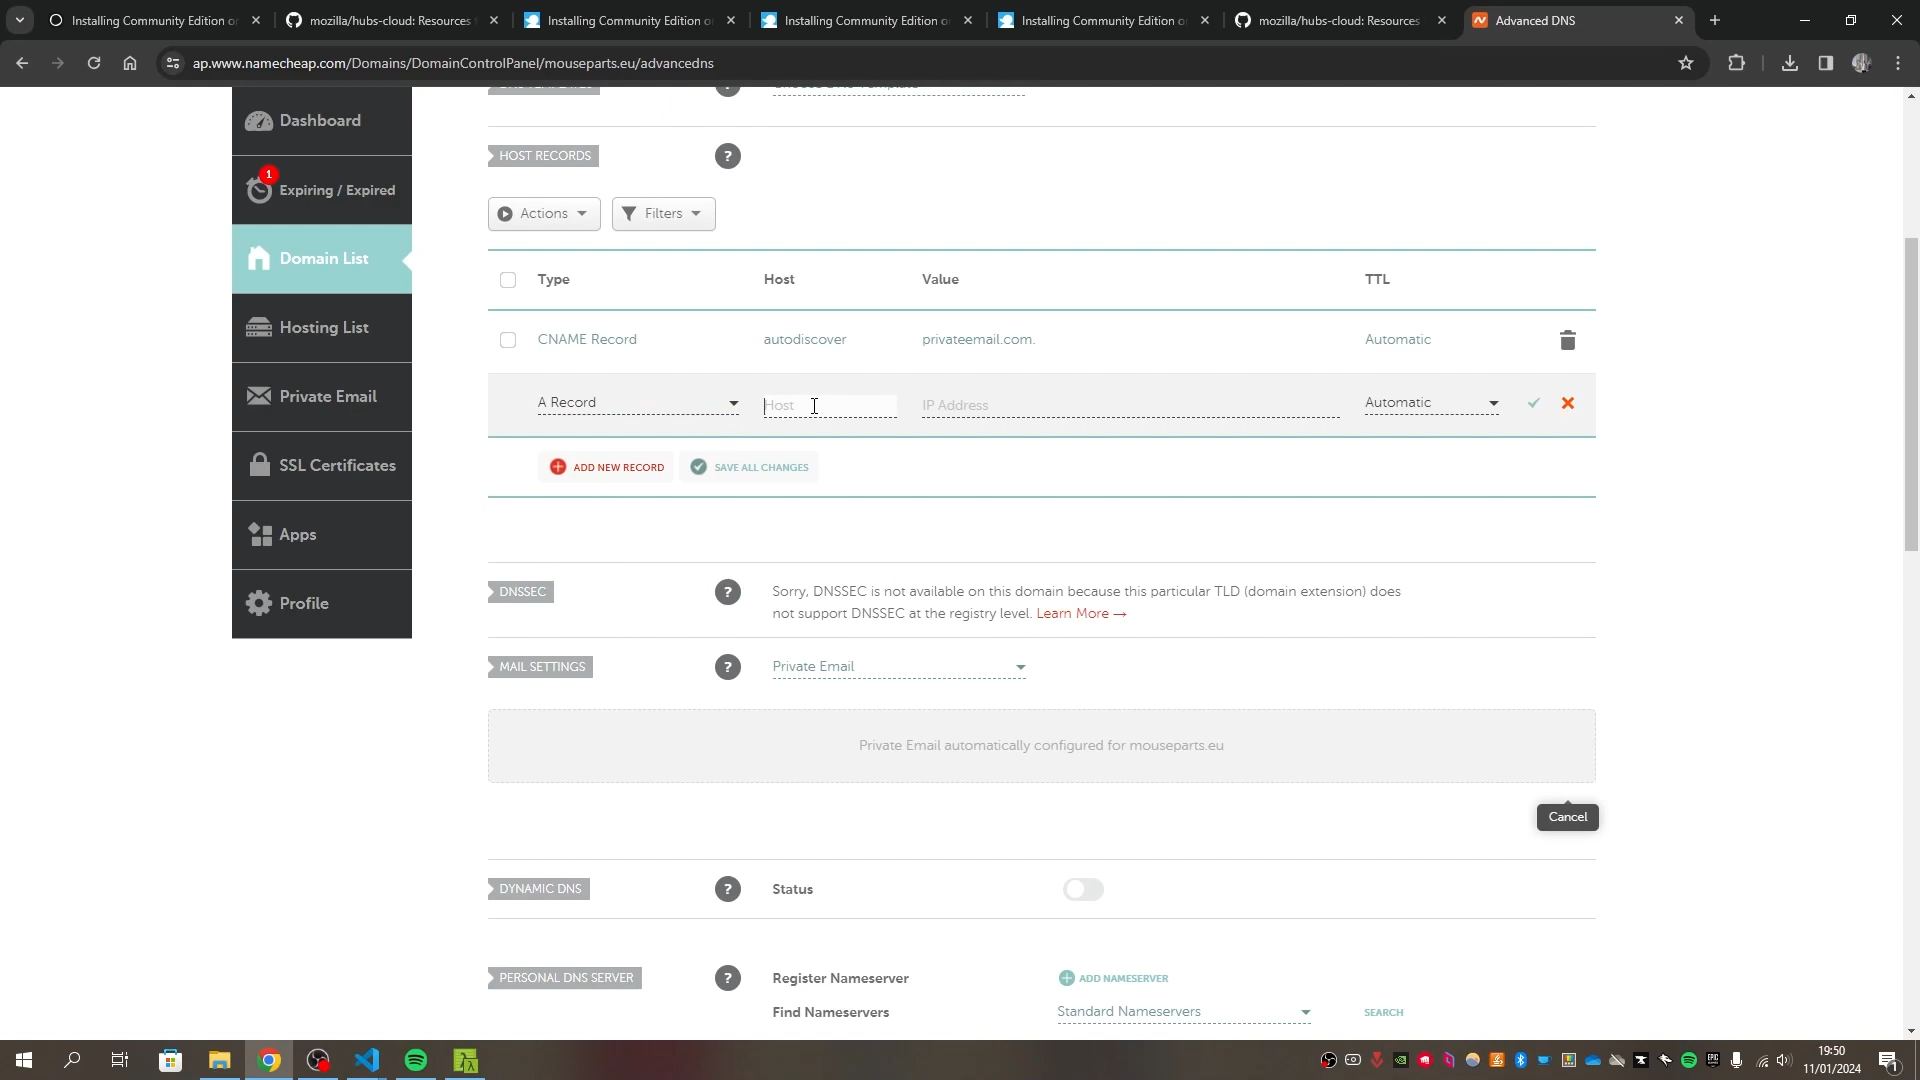 Installing Community Edition o
mozilla/hubs-cloud: Resources
Installing Community Edition o
Installing Community Edition o
Installing Community Edition o
mozilla/hubs-cloud: Resources
Advanced DNS
ap.www.namecheap.com/Domains/DomainControlPanel/mouseparts.eu/advancedns
Dashboard
1
Expiring / Expired
Domain List
Hosting List
Private Email
SSL Certificates
Apps
Profile
HOST RECORDS
?
Actions
Filters
Type
Host
Value
TTL
CNAME Record
autodiscover
privateemail.com.
Automatic
A Record
Host
IP Address
Automatic
ADD NEW RECORD
SAVE ALL CHANGES
DNSSEC
?
Sorry, DNSSEC is not available on this domain because this particular TLD (domain extension) does
not support DNSSEC at the registry level. Learn More →
MAIL SETTINGS
?
Private Email
Private Email automatically configured for mouseparts.eu
Cancel
DYNAMIC DNS
?
Status
PERSONAL DNS SERVER
?
Register Nameserver
ADD NAMESERVER
Find Nameservers
Standard Nameservers
SEARCH
19:50
11/01/2024
1